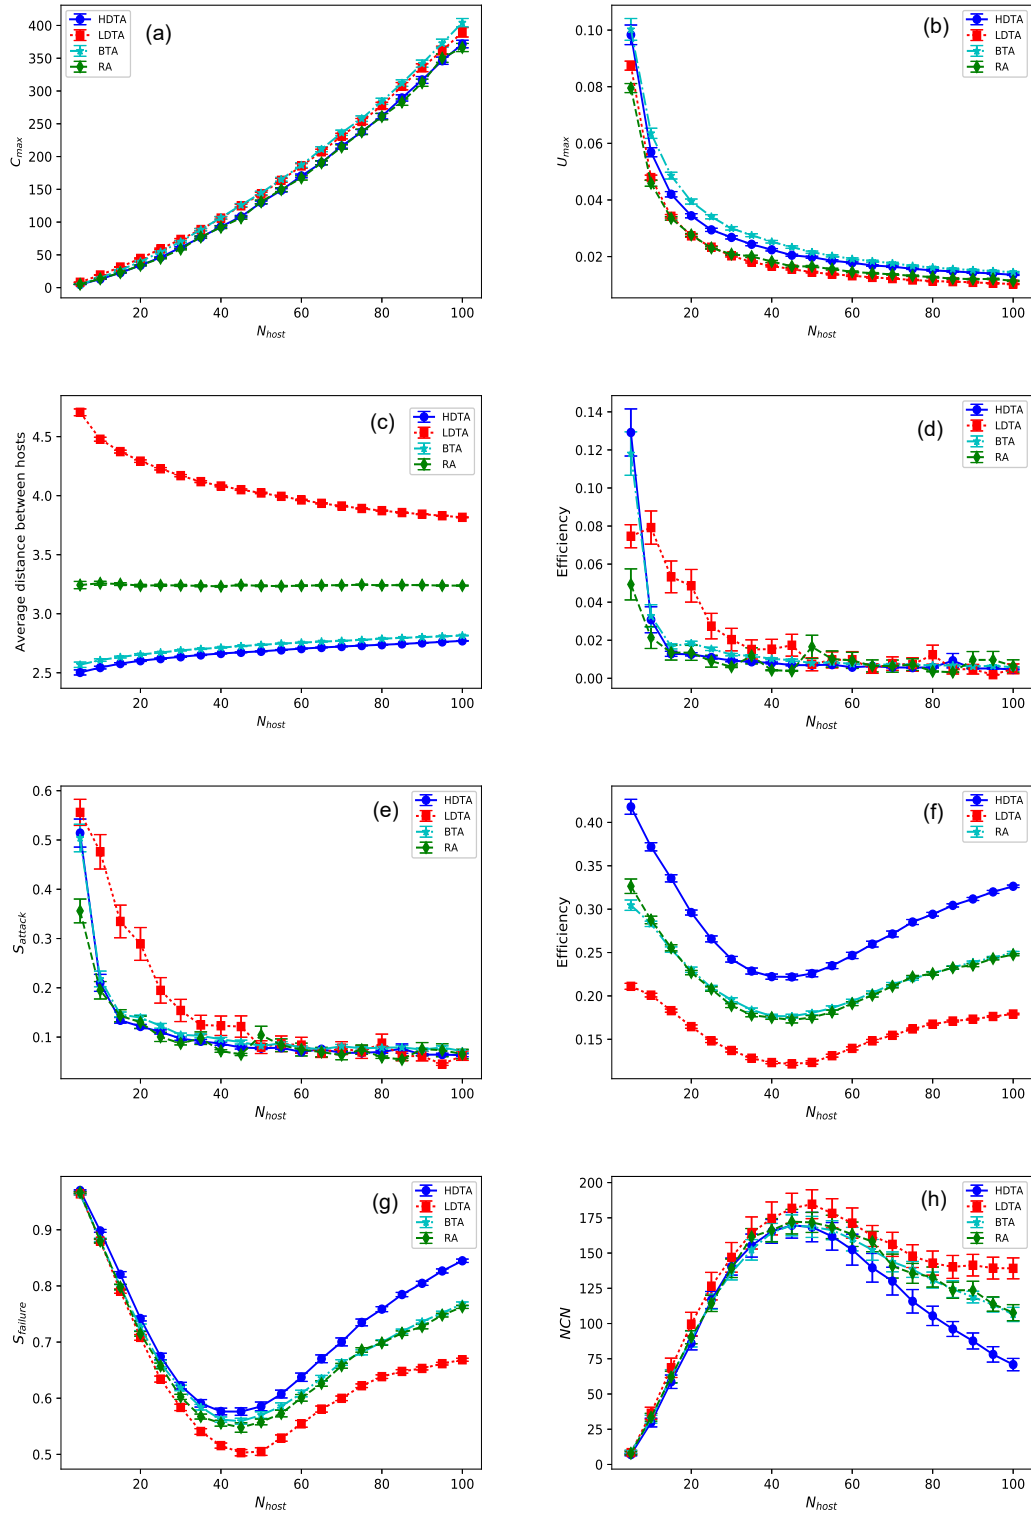 (a)
HDTA
LDTA
BTA
RA
400
350
300
250
200
150
100
50
0
C_max
20 40 60 80 100
N_host
(b)
HDTA
LDTA
BTA
RA
0.10
0.08
0.06
0.04
0.02
U_max
20 40 60 80 100
N_host
(c)
HDTA
LDTA
BTA
RA
4.5
4.0
3.5
3.0
2.5
Average distance between hosts
20 40 60 80 100
N_host
(d)
HDTA
LDTA
BTA
RA
0.14
0.12
0.10
0.08
0.06
0.04
0.02
0.00
Efficiency
20 40 60 80 100
N_host
(e)
HDTA
LDTA
BTA
RA
0.6
0.5
0.4
0.3
0.2
0.1
S_attack
20 40 60 80 100
N_host
(f)
HDTA
LDTA
RA
0.40
0.35
0.30
0.25
0.20
0.15
Efficiency
20 40 60 80 100
N_host
(g)
HDTA
LDTA
BTA
RA
0.9
0.8
0.7
0.6
0.5
S_failure
20 40 60 80 100
N_host
(h)
HDTA
LDTA
BTA
RA
200
175
150
125
100
75
50
25
0
NCN
20 40 60 80 100
N_host